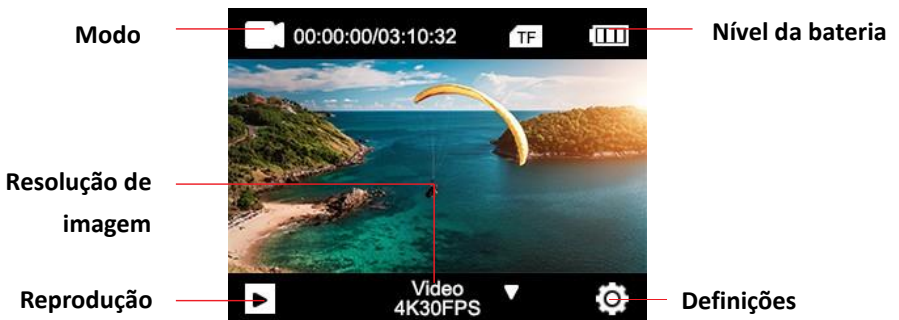 Modo
00:00:00/03:10:32
TF
Nível da bateria
Resolução de
imagem
Reprodução
Video
4K30FPS
Definições